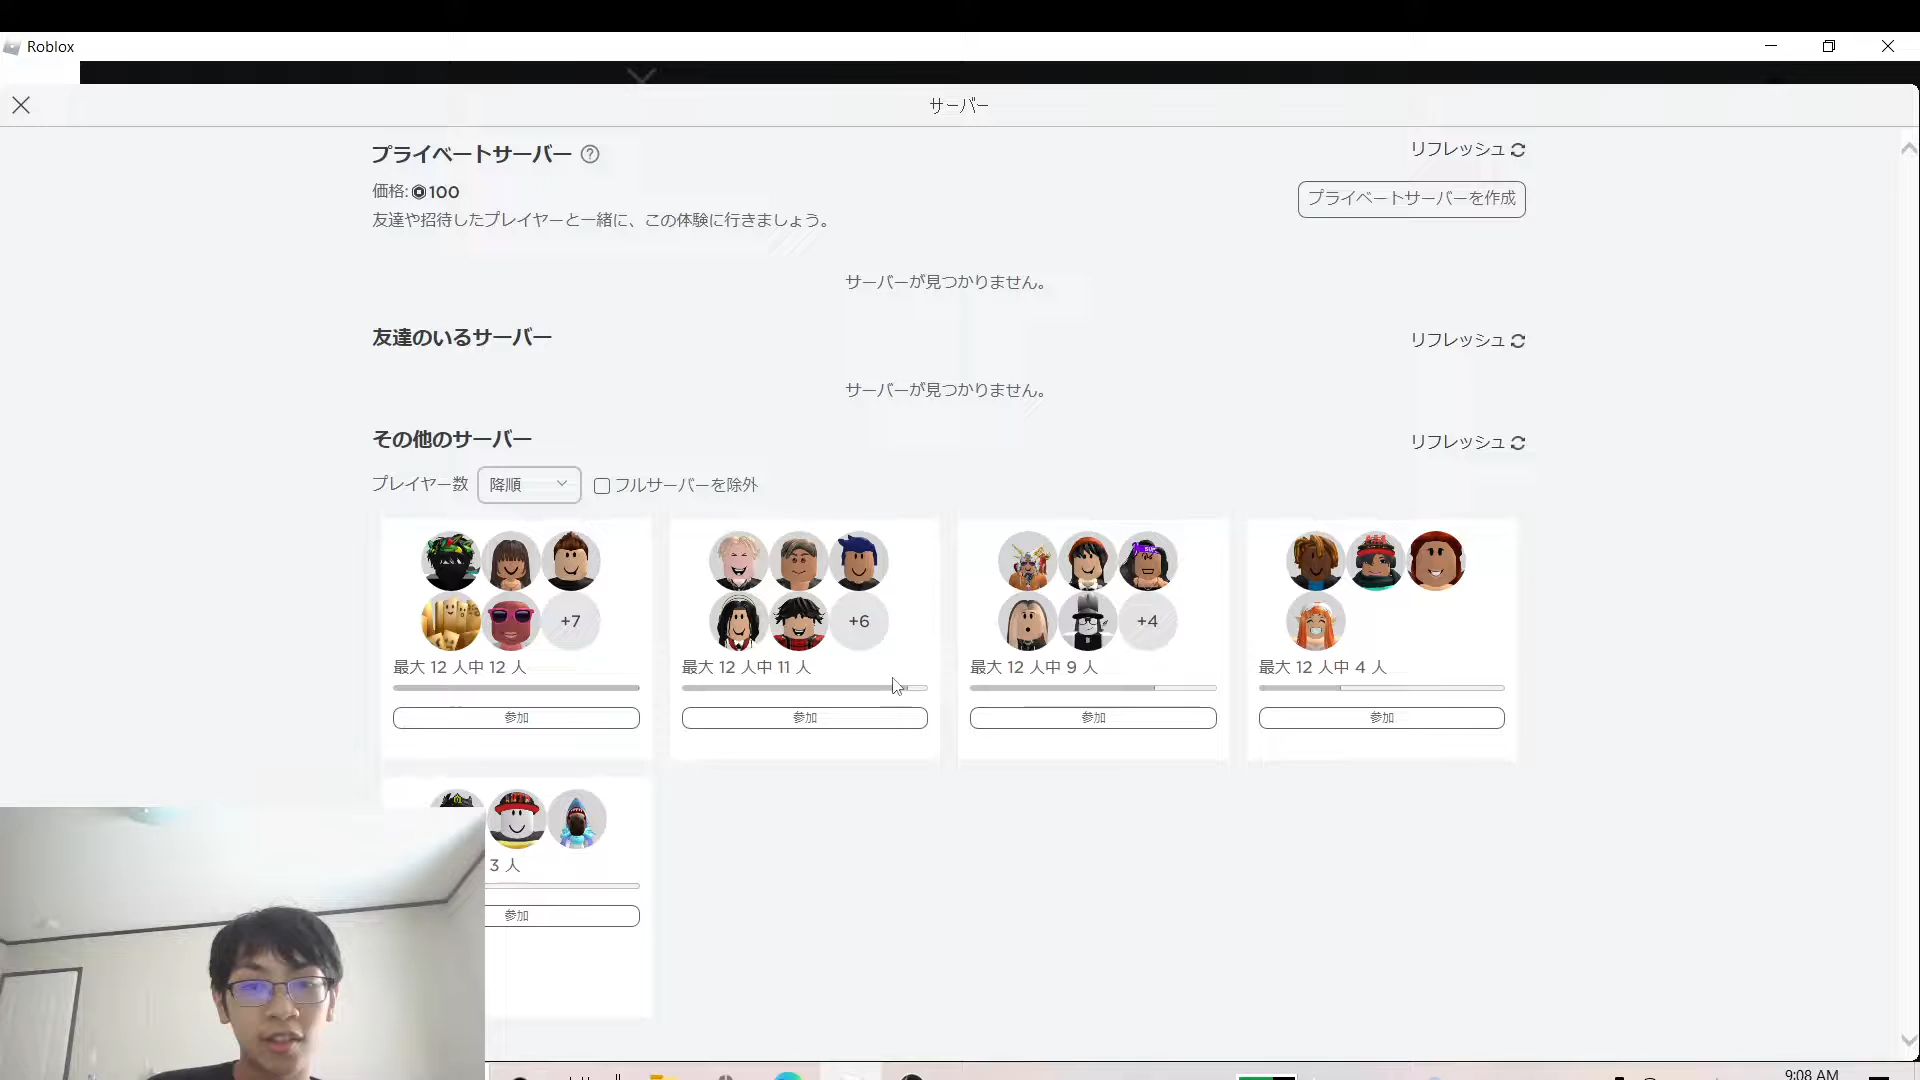 Roblox
サーバー
プライベートサーバー
リフレッシュ
価格: 100
プライベートサーバーを作成
友達や招待したプレイヤーと一緒に、この体験に行きましょう。
サーバーが見つかりません。
友達のいるサーバー
リフレッシュ
サーバーが見つかりません。
その他のサーバー
リフレッシュ
プレイヤー数 降順 フルサーバーを除外
+7
+6
+4
最大 12 人中 12 人
最大 12 人中 11 人
最大 12 人中 9 人
最大 12 人中 4 人
参加
参加
参加
参加
3 人
参加
9:08 AM